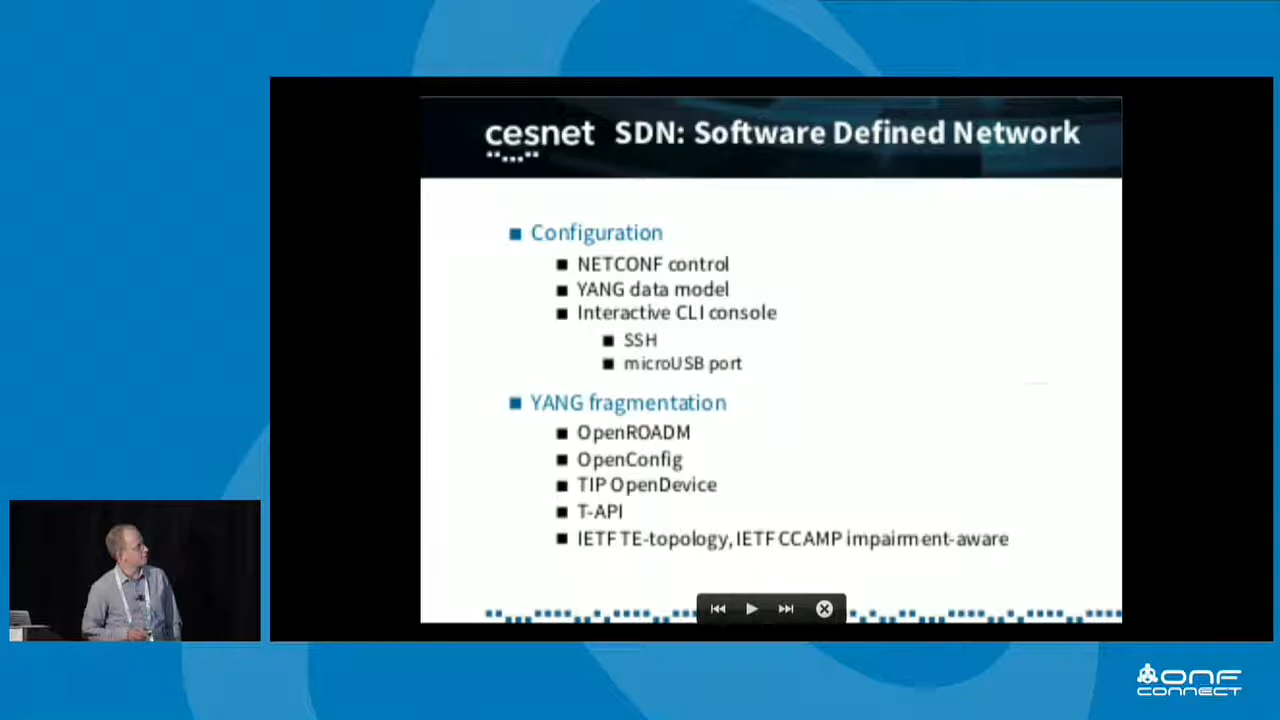 cesnet SDN: Software Defined Network
Configuration
NETCONF control
YANG data model
Interactive CLI console
SSH
microUSB port
YANG fragmentation
OpenROADM
OpenConfig
TIP OpenDevice
T-API
IETF TE-topology, IETF CCAMP impairment-aware
ONF
CONNECT